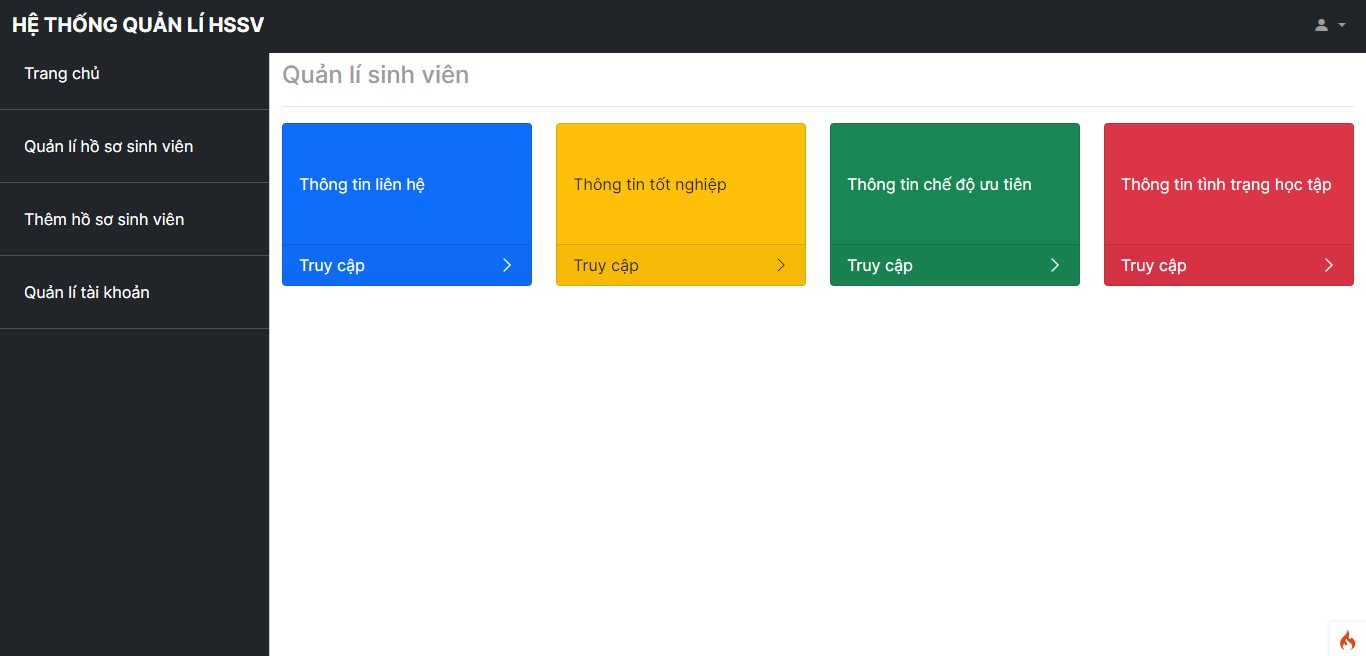 HỆ THỐNG QUẢN LÍ HSSV
Trang chủ
Quản lí hồ sơ sinh viên
Thêm hồ sơ sinh viên
Quản lí tài khoản
Quản lí sinh viên
Thông tin liên hệ
Truy cập
Thông tin tốt nghiệp
Truy cập
Thông tin chế độ ưu tiên
Truy cập
Thông tin tình trạng học tập
Truy cập